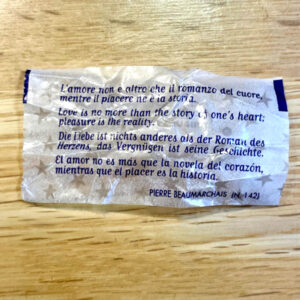 L'amore non è altro che il romanzo del cuore,
mentre il piacere ne è la storia.
Love is no more than the story of one's heart;
pleasure is the reality.
Die Liebe ist nichts anderes als der Roman des
Herzens, das Vergnügen ist seine Geschichte.
El amor no es más que la novela del corazón,
mientras que el placer es la historia.
PIERRE BEAUMARCHAIS (N. 142)